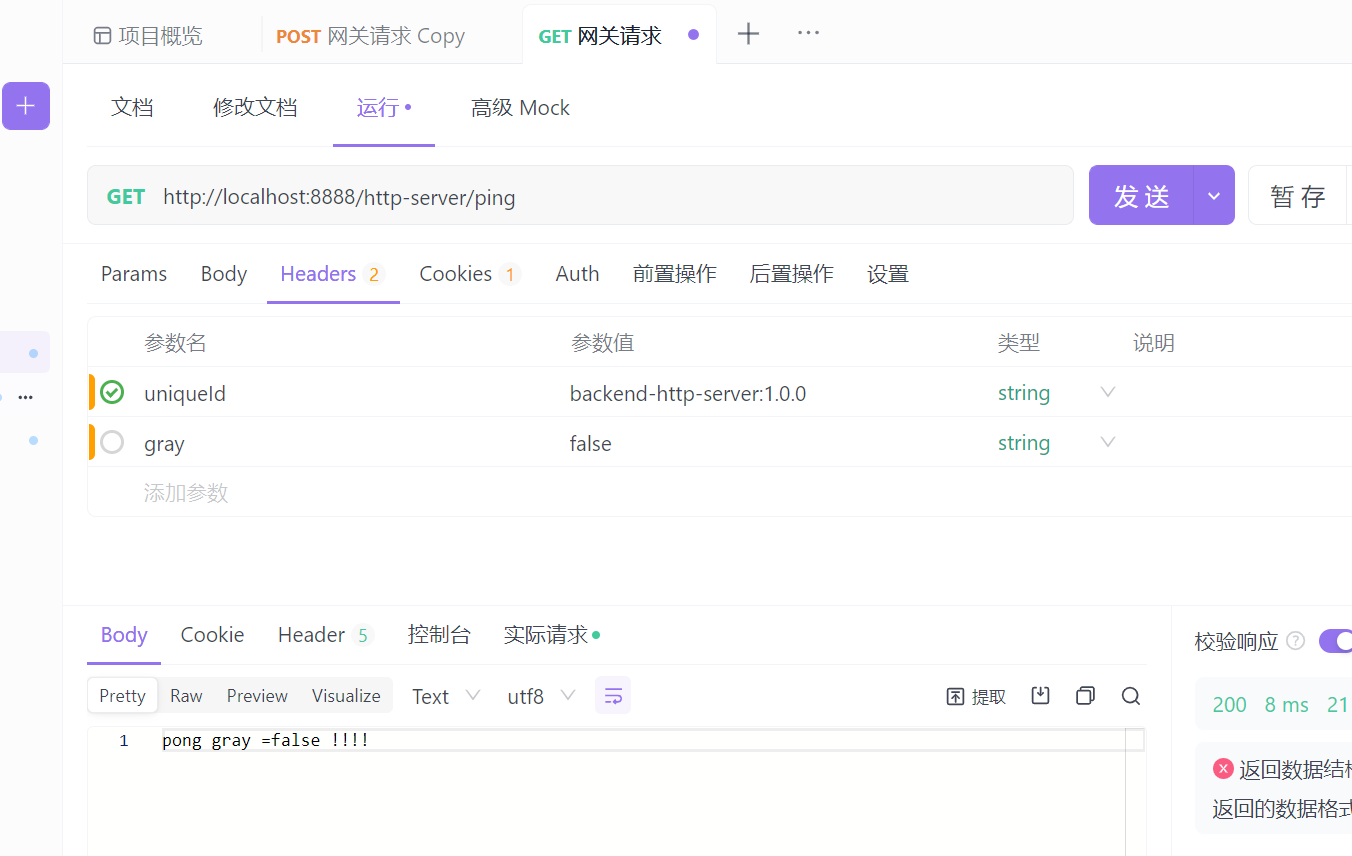 项目概览 POST 网关请求 Copy GET 网关请求
文档 修改文档 运行 高级 Mock
GET http://localhost:8888/http-server/ping 发送 暂存
Params Body Headers 2 Cookies 1 Auth 前置操作 后置操作 设置
参数名 参数值 类型 说明
uniqueId backend-http-server:1.0.0 string
gray false string
添加参数
Body Cookie Header 5 控制台 实际请求 校验响应
Pretty Raw Preview Visualize Text utf8 提取 200 8 ms 21
1 pong gray =false !!!!
返回数据结构
返回的数据格式